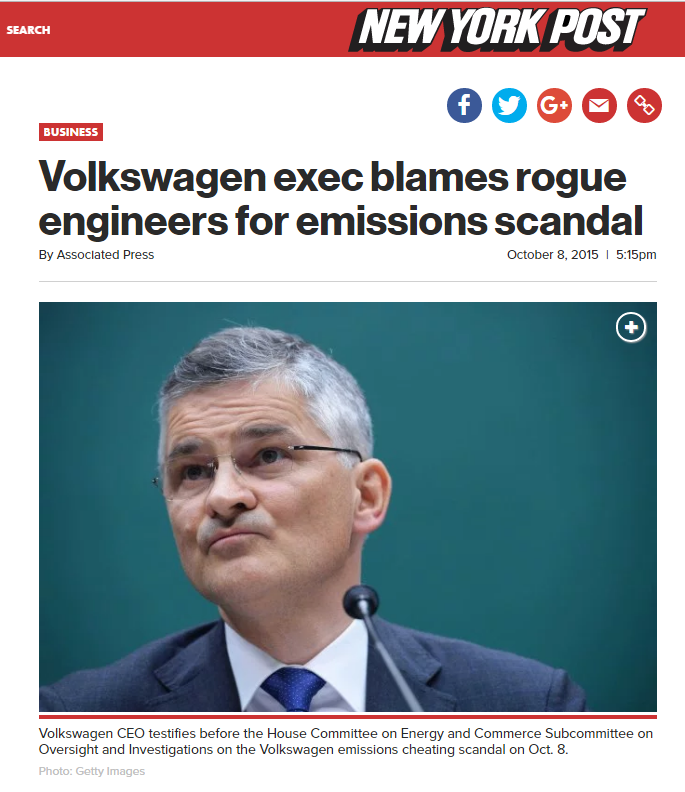 SEARCH
NEW YORK POST
BUSINESS
Volkswagen exec blames rogue
engineers for emissions scandal
By Associated Press
October 8, 2015 | 5:15pm
Volkswagen CEO testifies before the House Committee on Energy and Commerce Subcommittee on
Oversight and Investigations on the Volkswagen emissions cheating scandal on Oct. 8.
Photo: Getty Images